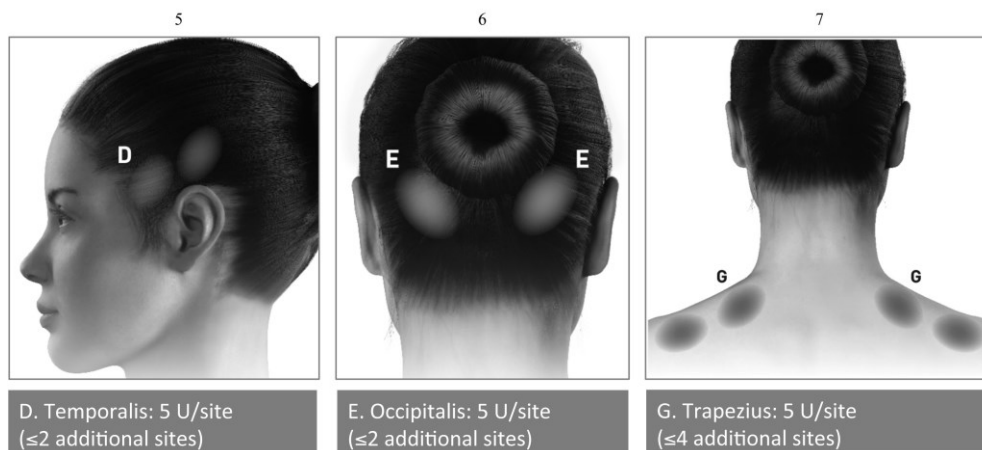 5
6
7
D
E
E
G
G
D. Temporalis: 5 U/site
(≤2 additional sites)
E. Occipitalis: 5 U/site
(≤2 additional sites)
G. Trapezius: 5 U/site
(≤4 additional sites)